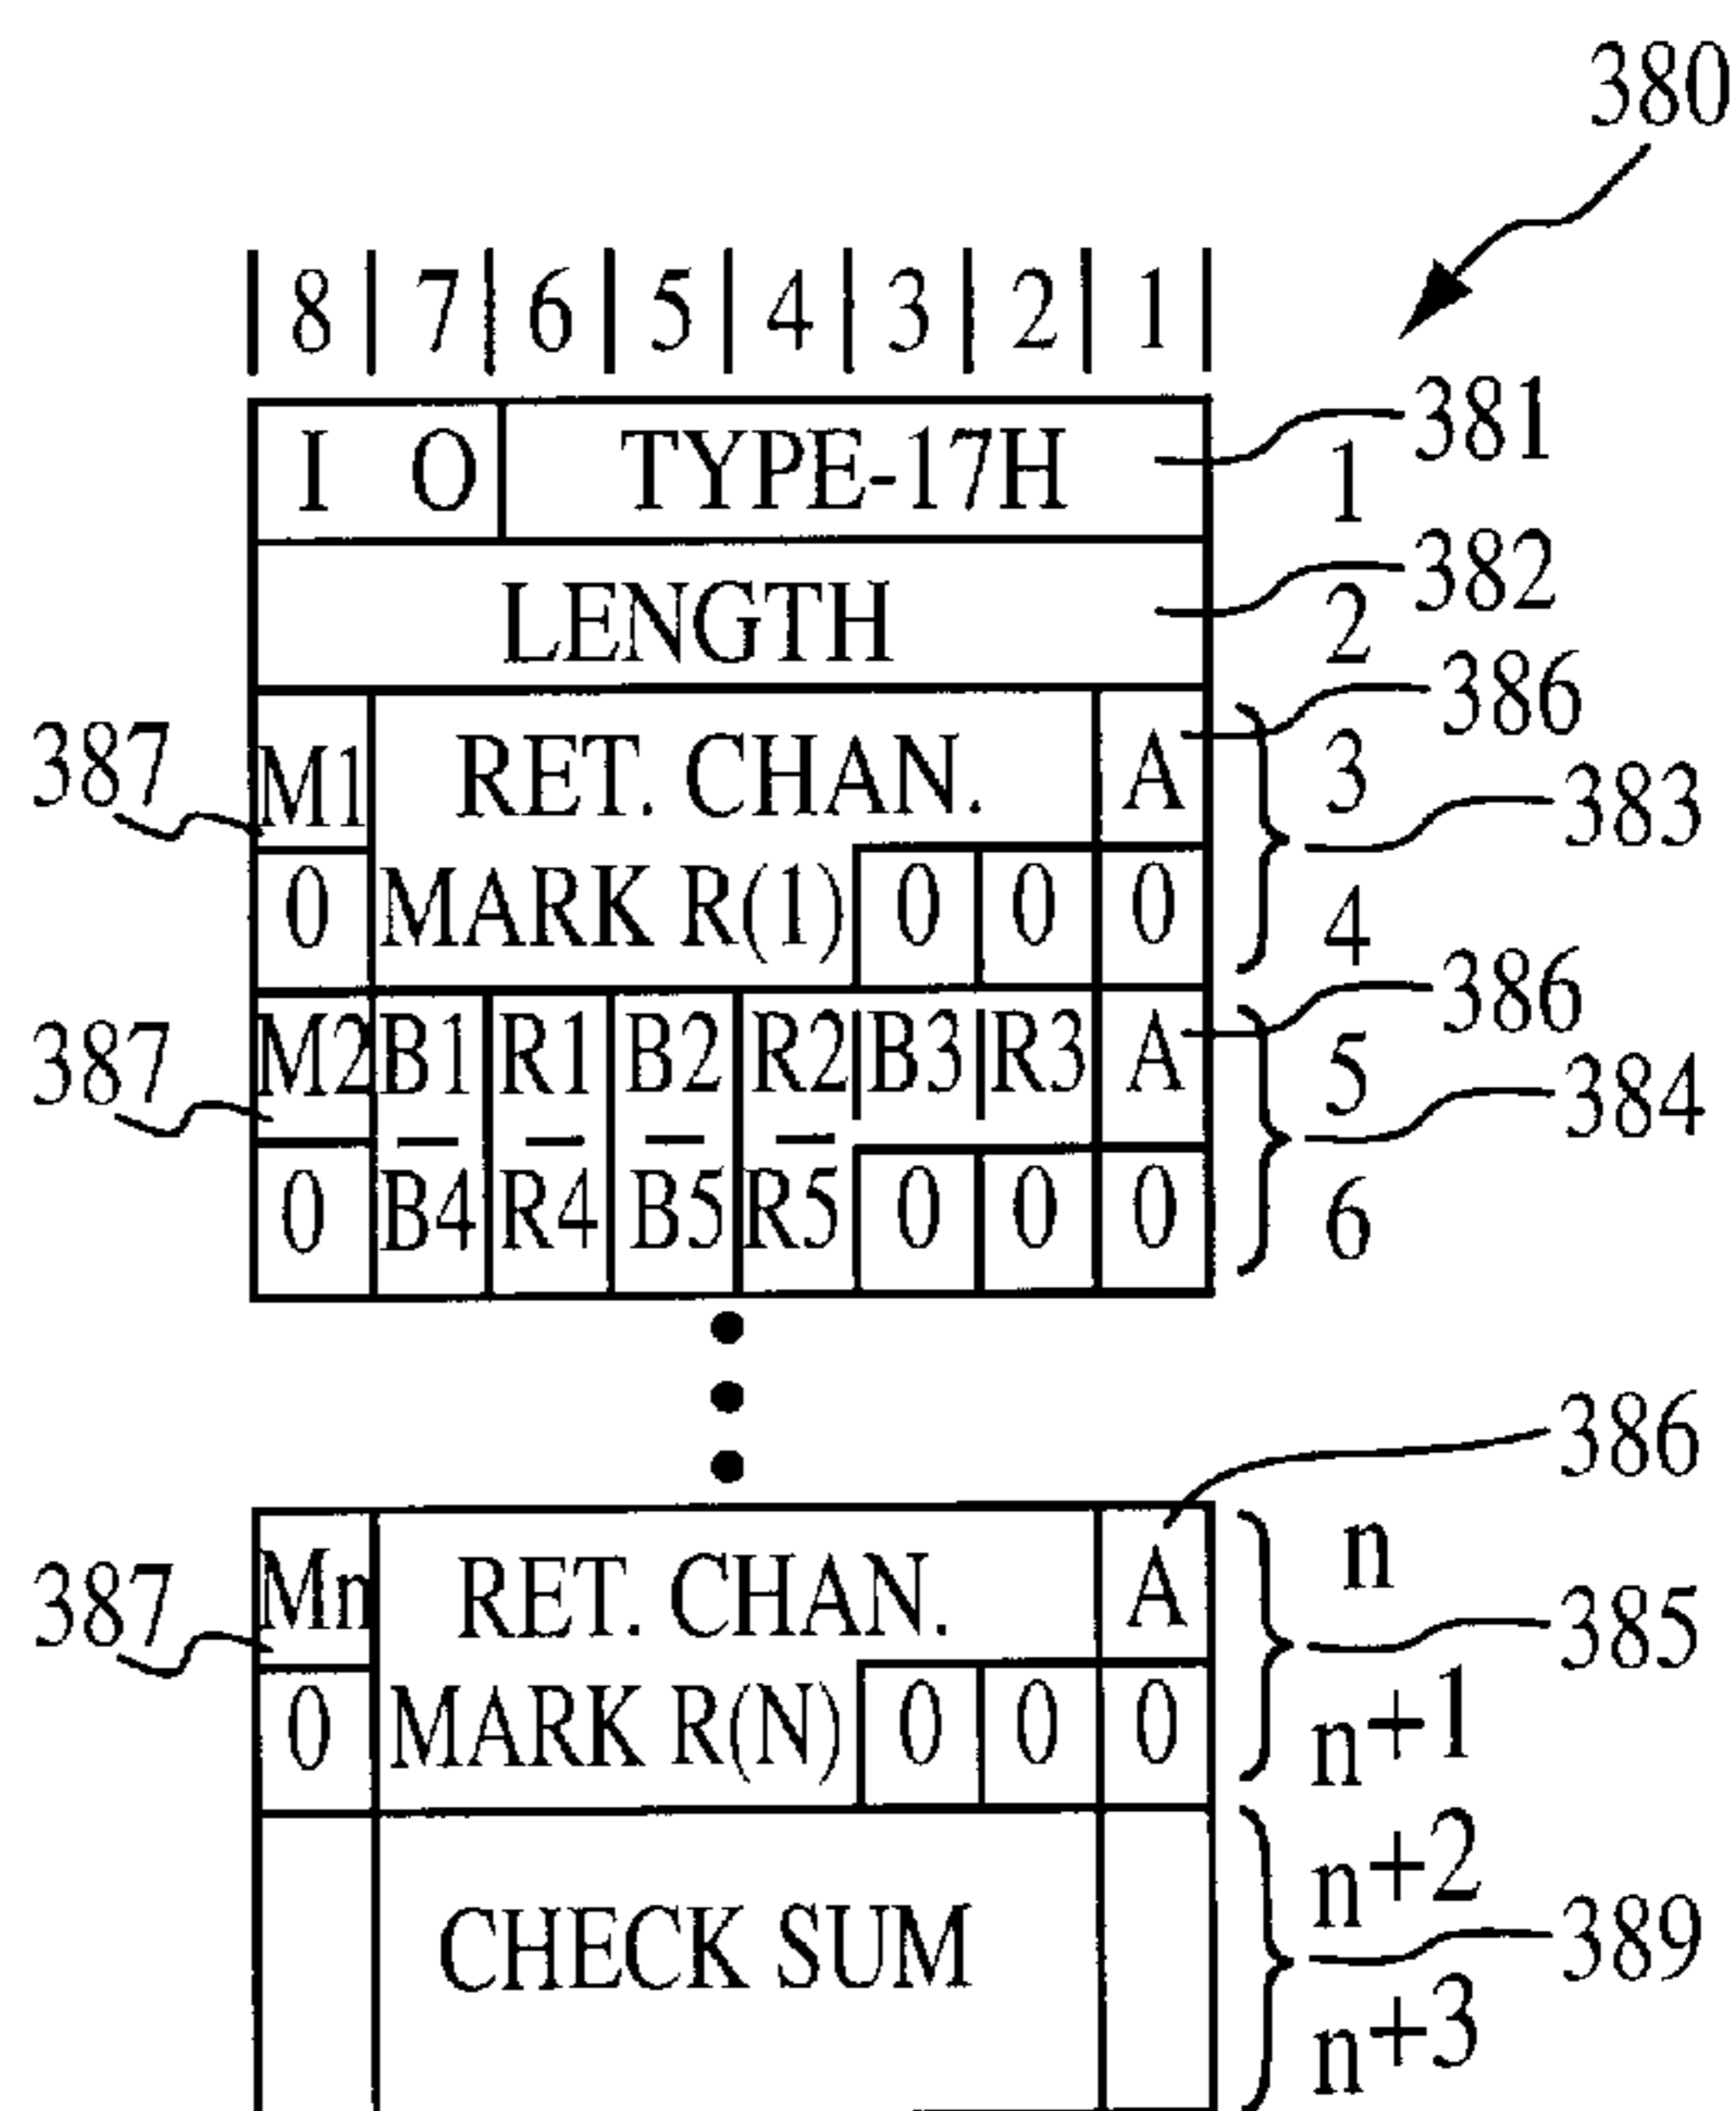 380
8 7 6 5 4 3 2 1
I O TYPE-17H 1 381
LENGTH 2 382
387 M1 RET. CHAN. A 3 386
383
0 MARK R(1) 0 0 0 4
387 M2 B1 R1 B2 R2 B3 R3 A 5 386
384
0 B4 R4 B5 R5 0 0 0 6
386
387 Mn RET. CHAN. A n
385
0 MARK R(N) 0 0 0 n+1
n+2
CHECK SUM 389
n+3